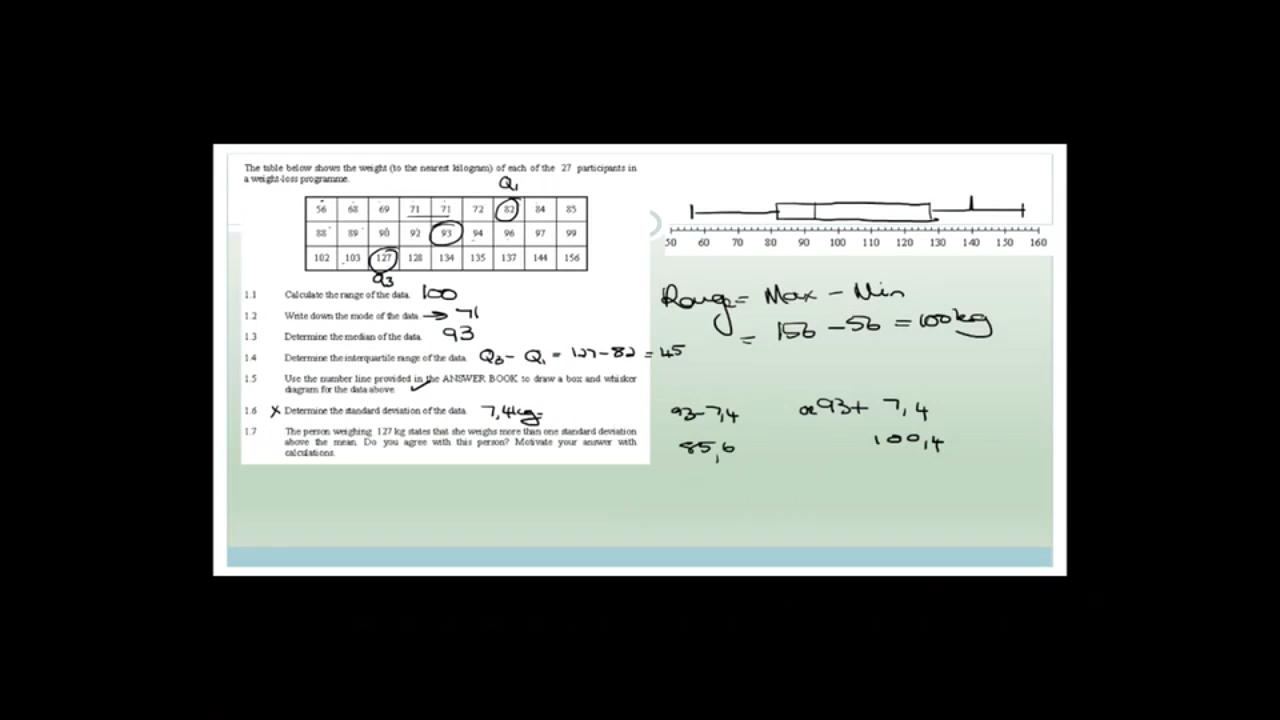 The table below shows the weight (to the nearest kilogram) of each of the 27 participants in
a weight-loss programme.
Q1
56 68 69 71 71 72 82 84 85
88 89 90 92 93 94 96 97 99
102 103 127 128 134 135 137 144 156
Q3
1.1 Calculate the range of the data. 100
1.2 Write down the mode of the data → 71
1.3 Determine the median of the data. 93
1.4 Determine the interquartile range of the data. Q3 - Q1 = 127-82 = 45
1.5 Use the number line provided in the ANSWER BOOK to draw a box and whisker
diagram for the data above. ✓
1.6 X Determine the standard deviation of the data. 7,4kg
1.7 The person weighing 127 kg states that she weighs more than one standard deviation
above the mean. Do you agree with this person? Motivate your answer with
calculations.
50 60 70 80 90 100 110 120 130 140 150 160
Range = Max - Min
= 156 - 56 = 100kg
93-7,4 93+ 7,4
85,6 100,4